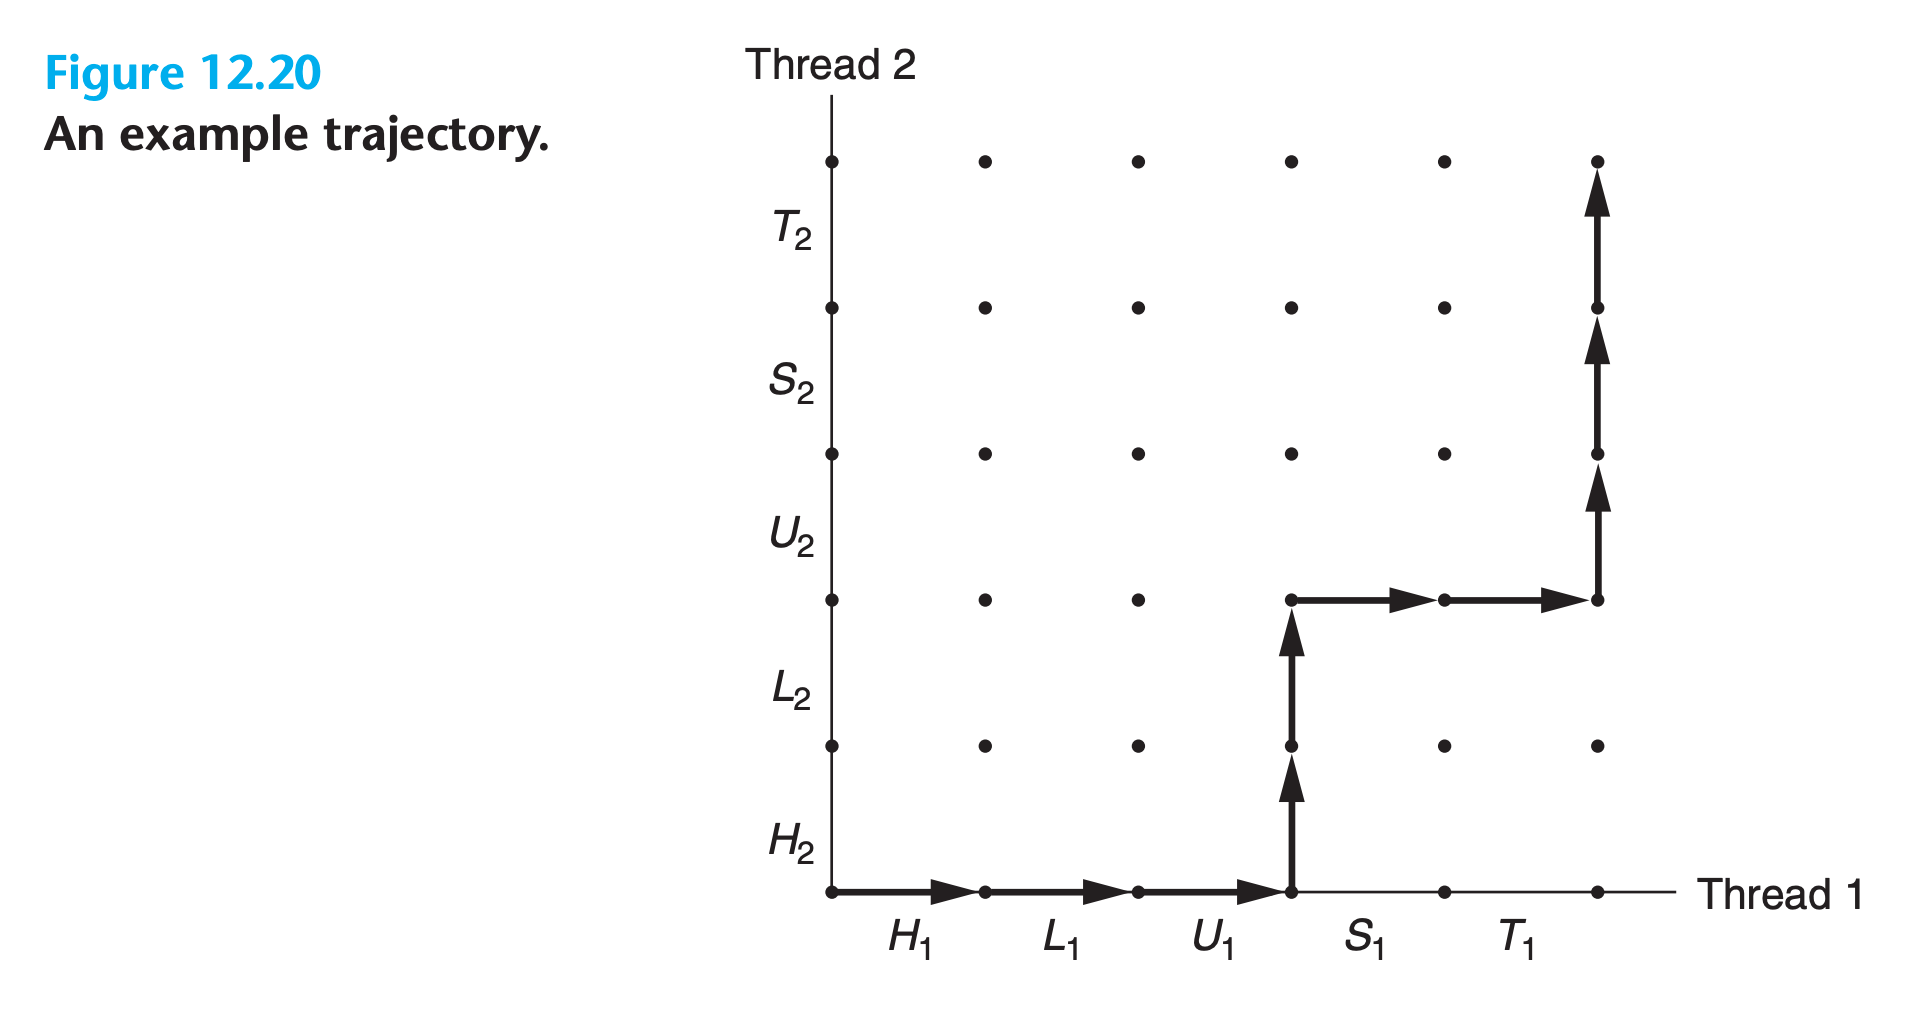 Figure 12.20
An example trajectory.
Thread 2
T₂
S₂
U₂
L₂
H₂
Thread 1
H₁ L₁ U₁ S₁ T₁